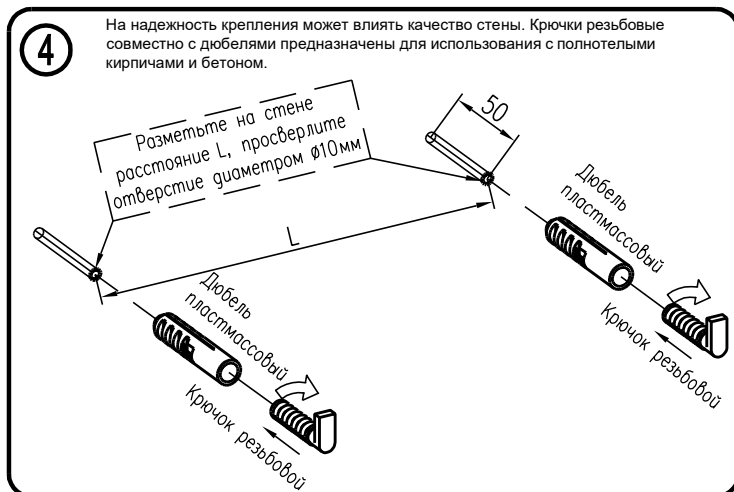 4
На надежность крепления может влиять качество стены. Крючки резьбовые
совместно с дюбелями предназначены для использования с полнотелыми
кирпичами и бетоном.
Разметьте на стене
расстояние L, просверлите
отверстие диаметром Ø10мм
50
L
Дюбель
пластмассовый
Крючок резьбовой
Дюбель
пластмассовый
Крючок резьбовой